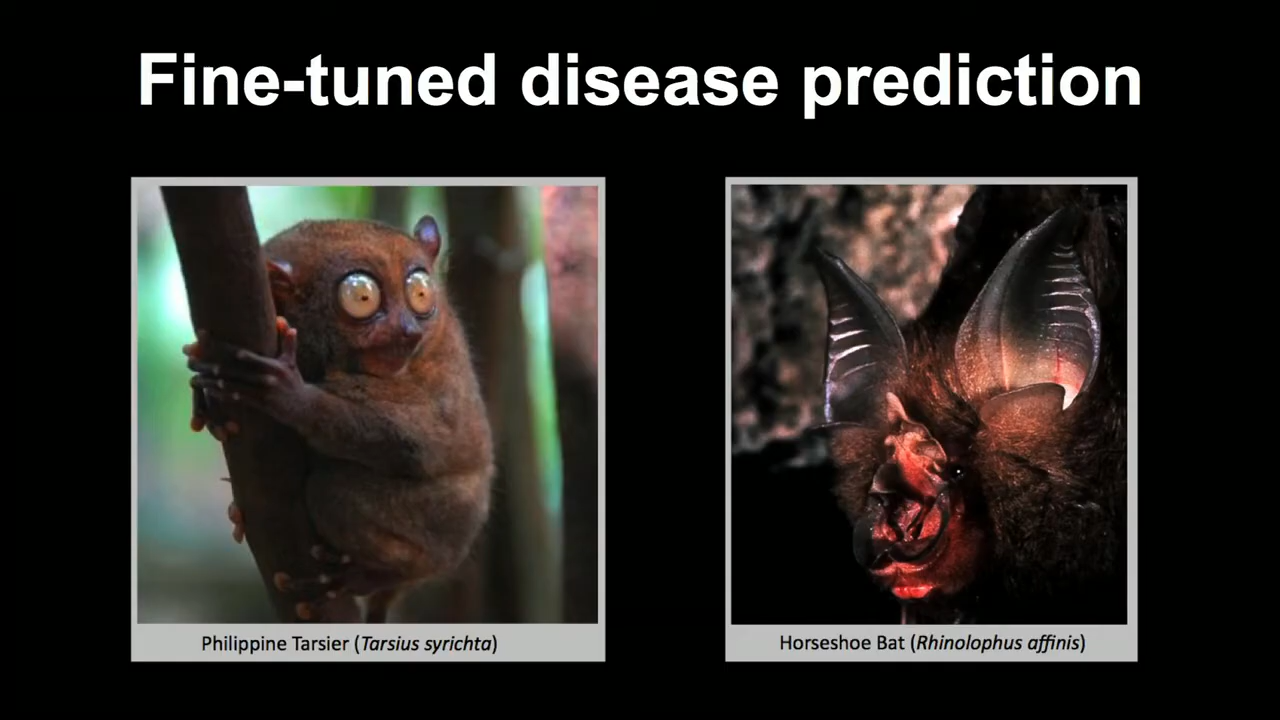 Fine-tuned disease prediction
Philippine Tarsier (Tarsius syrichta)
Horseshoe Bat (Rhinolophus affinis)